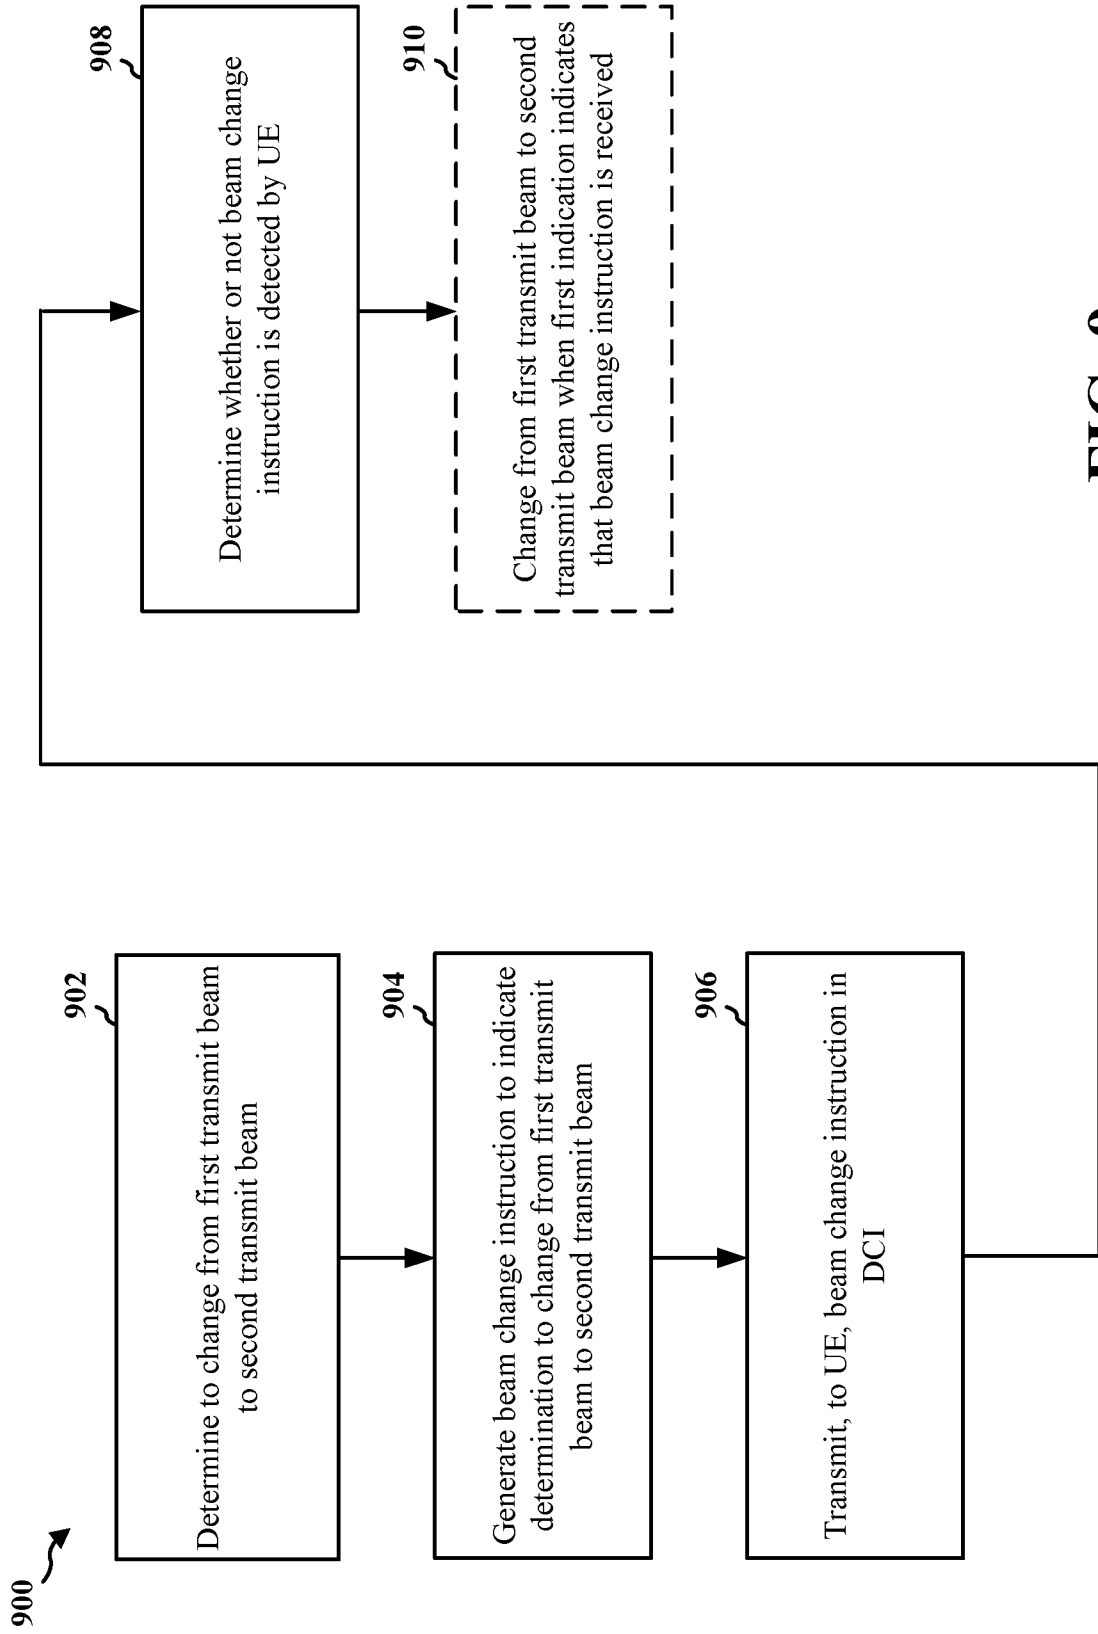 900
902
Determine to change from first transmit beam
to second transmit beam
904
Generate beam change instruction to indicate
determination to change from first transmit
beam to second transmit beam
906
Transmit, to UE, beam change instruction in
DCI
908
Determine whether or not beam change
instruction is detected by UE
910
Change from first transmit beam to second
transmit beam when first indication indicates
that beam change instruction is received
FIG. 9